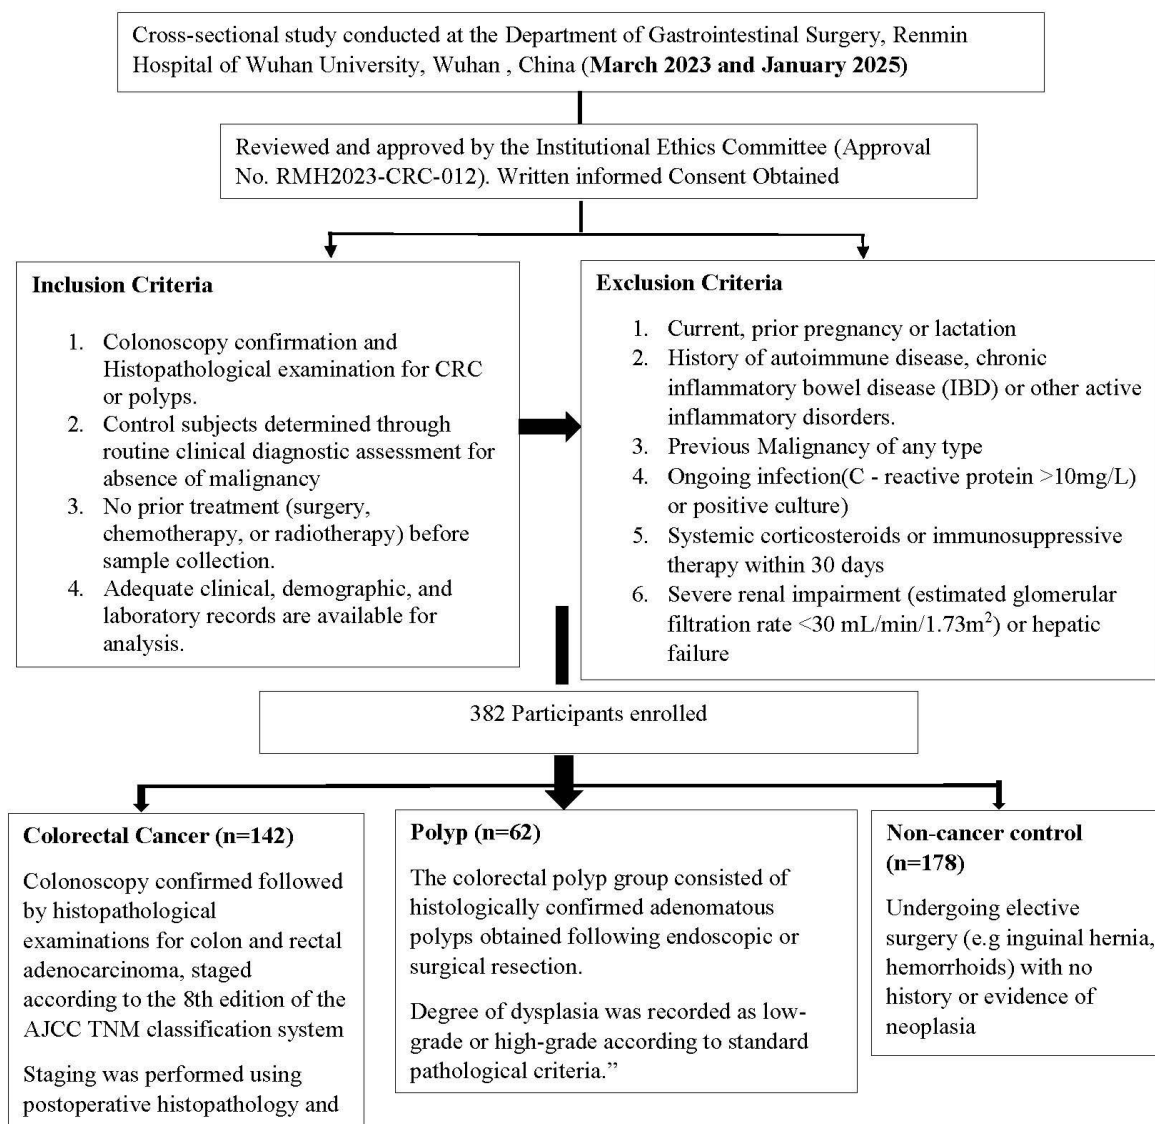 Cross-sectional study conducted at the Department of Gastrointestinal Surgery, Renmin
Hospital of Wuhan University, Wuhan , China (March 2023 and January 2025)
Reviewed and approved by the Institutional Ethics Committee (Approval
No. RMH2023-CRC-012). Written informed Consent Obtained
Inclusion Criteria
1. Colonoscopy confirmation and
Histopathological examination for CRC
or polyps.
2. Control subjects determined through
routine clinical diagnostic assessment for
absence of malignancy
3. No prior treatment (surgery,
chemotherapy, or radiotherapy) before
sample collection.
4. Adequate clinical, demographic, and
laboratory records are available for
analysis.
Exclusion Criteria
1. Current, prior pregnancy or lactation
2. History of autoimmune disease, chronic
inflammatory bowel disease (IBD) or other active
inflammatory disorders.
3. Previous Malignancy of any type
4. Ongoing infection(C - reactive protein >10mg/L)
or positive culture)
5. Systemic corticosteroids or immunosuppressive
therapy within 30 days
6. Severe renal impairment (estimated glomerular
filtration rate <30 mL/min/1.73m²) or hepatic
failure
382 Participants enrolled
Colorectal Cancer (n=142)
Colonoscopy confirmed followed
by histopathological
examinations for colon and rectal
adenocarcinoma, staged
according to the 8th edition of the
AJCC TNM classification system
Staging was performed using
postoperative histopathology and
Polyp (n=62)
The colorectal polyp group consisted of
histologically confirmed adenomatous
polyps obtained following endoscopic or
surgical resection.
Degree of dysplasia was recorded as low-
grade or high-grade according to standard
pathological criteria.”
Non-cancer control
(n=178)
Undergoing elective
surgery (e.g inguinal hernia,
hemorrhoids) with no
history or evidence of
neoplasia